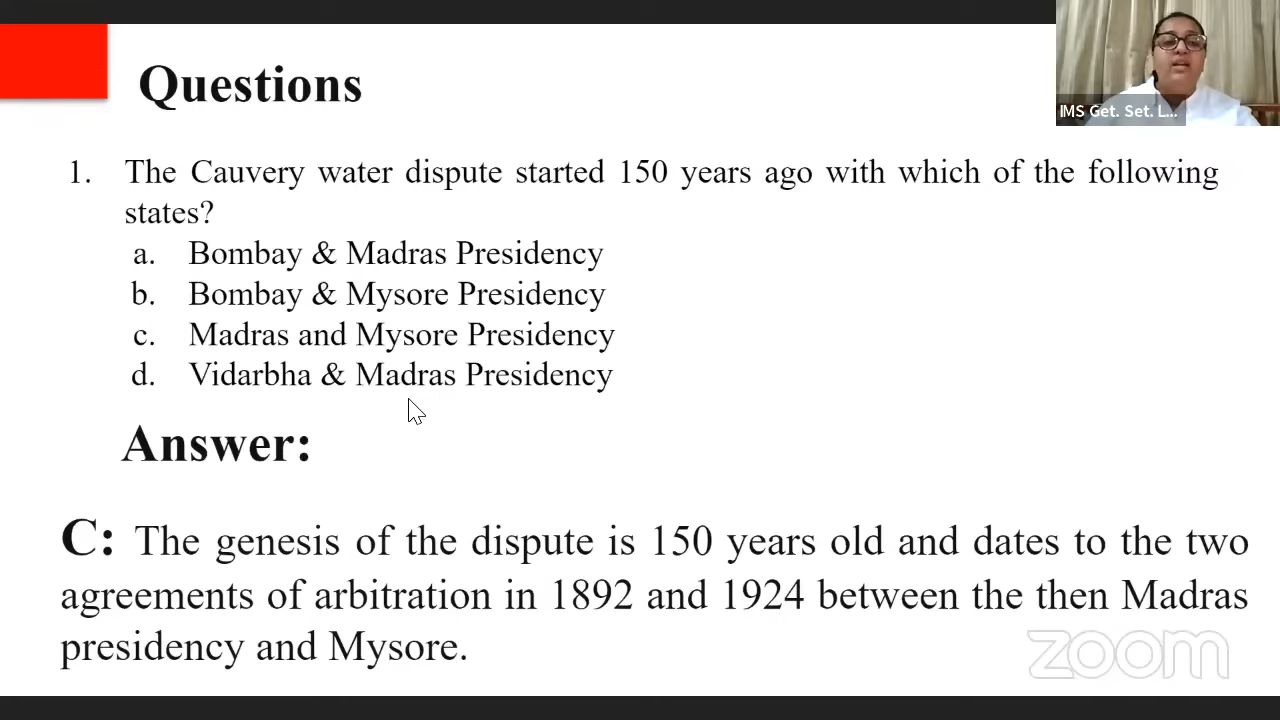 Questions
IMS Get. Set. L...
1. The Cauvery water dispute started 150 years ago with which of the following
states?
a. Bombay & Madras Presidency
b. Bombay & Mysore Presidency
c. Madras and Mysore Presidency
d. Vidarbha & Madras Presidency
Answer:
C: The genesis of the dispute is 150 years old and dates to the two
agreements of arbitration in 1892 and 1924 between the then Madras
presidency and Mysore.
zoom